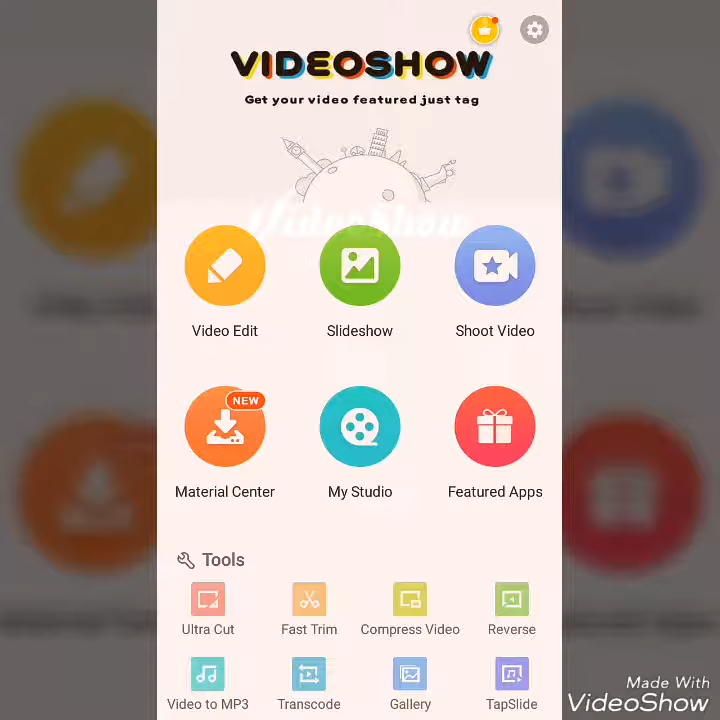 VIDEOSHOW
Get your video featured just tag
VideoShow
Video Edit
Slideshow
Shoot Video
NEW
Material Center
My Studio
Featured Apps
Tools
Ultra Cut
Fast Trim
Compress Video
Reverse
Video to MP3
Transcode
Gallery
TapSlide
Made With
VideoShow